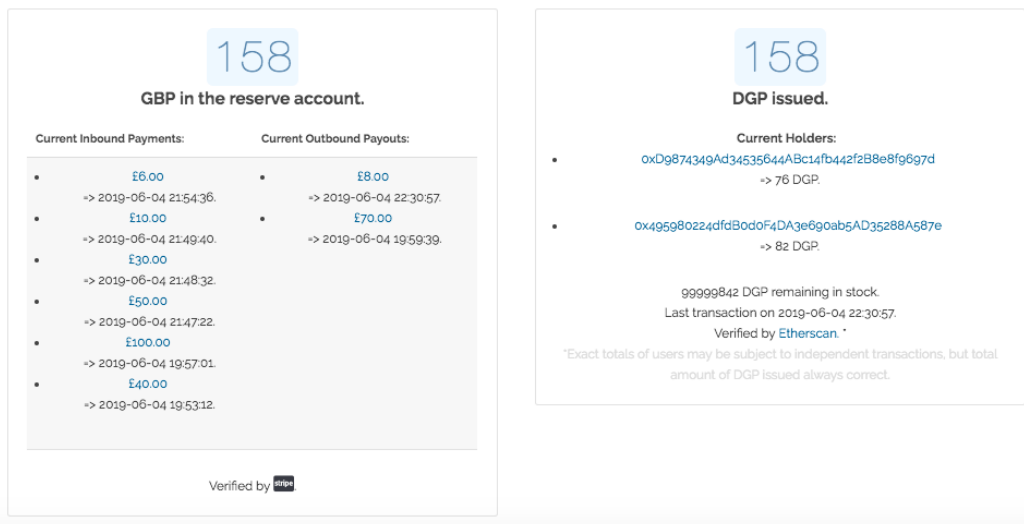 158
GBP in the reserve account.
Current Inbound Payments:
£6.00
=> 2019-06-04 21:54:36.
£10.00
=> 2019-06-04 21:49:40.
£30.00
=> 2019-06-04 21:48:32.
£50.00
=> 2019-06-04 21:47:22.
£100.00
=> 2019-06-04 19:57:01.
£40.00
=> 2019-06-04 19:53:12.
Current Outbound Payouts:
£8.00
=> 2019-06-04 22:30:57.
£70.00
=> 2019-06-04 19:59:39.
Verified by stripe.
158
DGP issued.
Current Holders:
0xD9874349Ad34535644ABc14fb442f2B8e8f9697d
=> 76 DGP.
0x495980224dfdB0d0F4DA3e690ab5AD35288A587e
=> 82 DGP.
99999842 DGP remaining in stock.
Last transaction on 2019-06-04 22:30:57.
Verified by Etherscan. *
*Exact totals of users may be subject to independent transactions, but total
amount of DGP issued always correct.